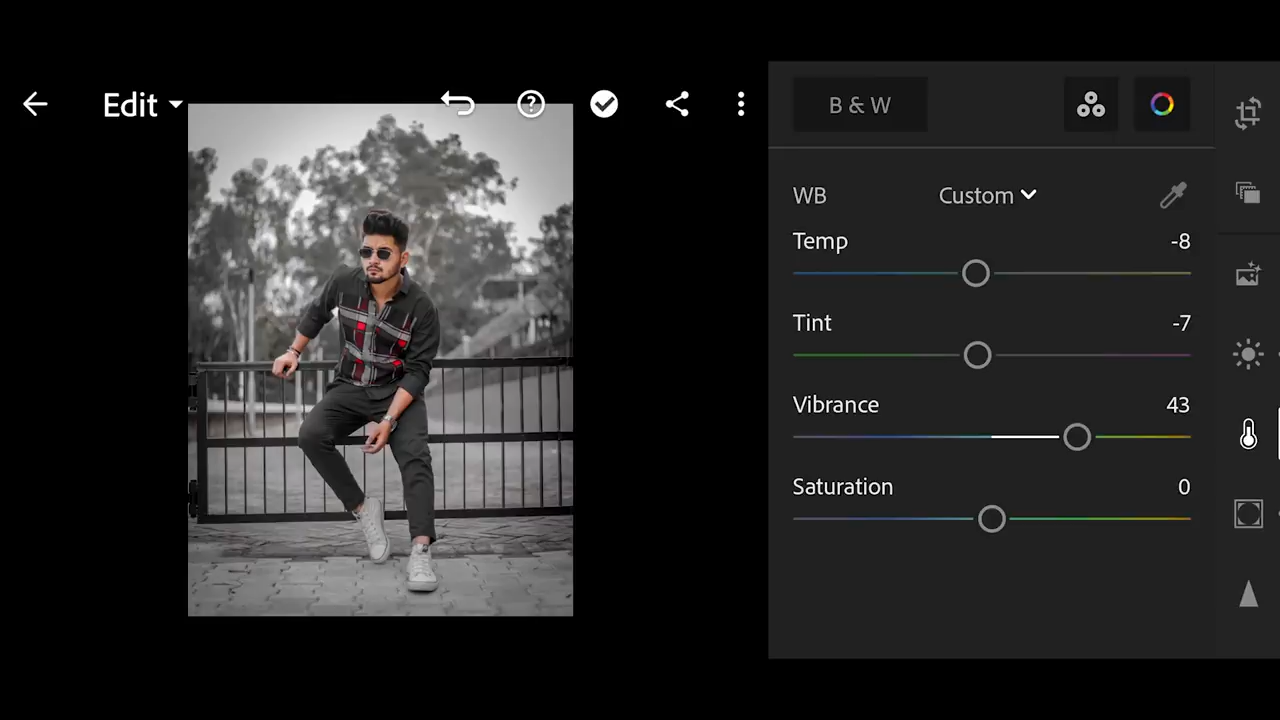 Edit
B & W
WB Custom
Temp -8
Tint -7
Vibrance 43
Saturation 0